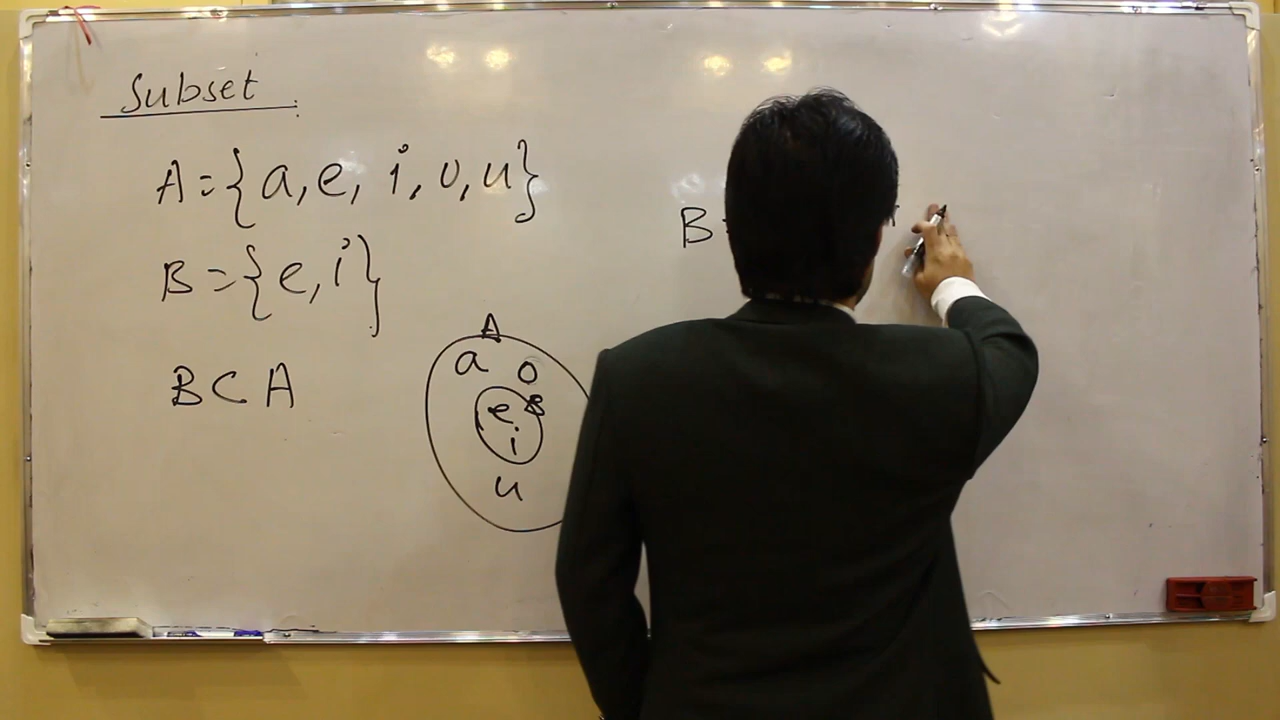 Subset
A={a,e,i,o,u}
B={e,i}
B⊂A
A
a o
e B
i
u
B